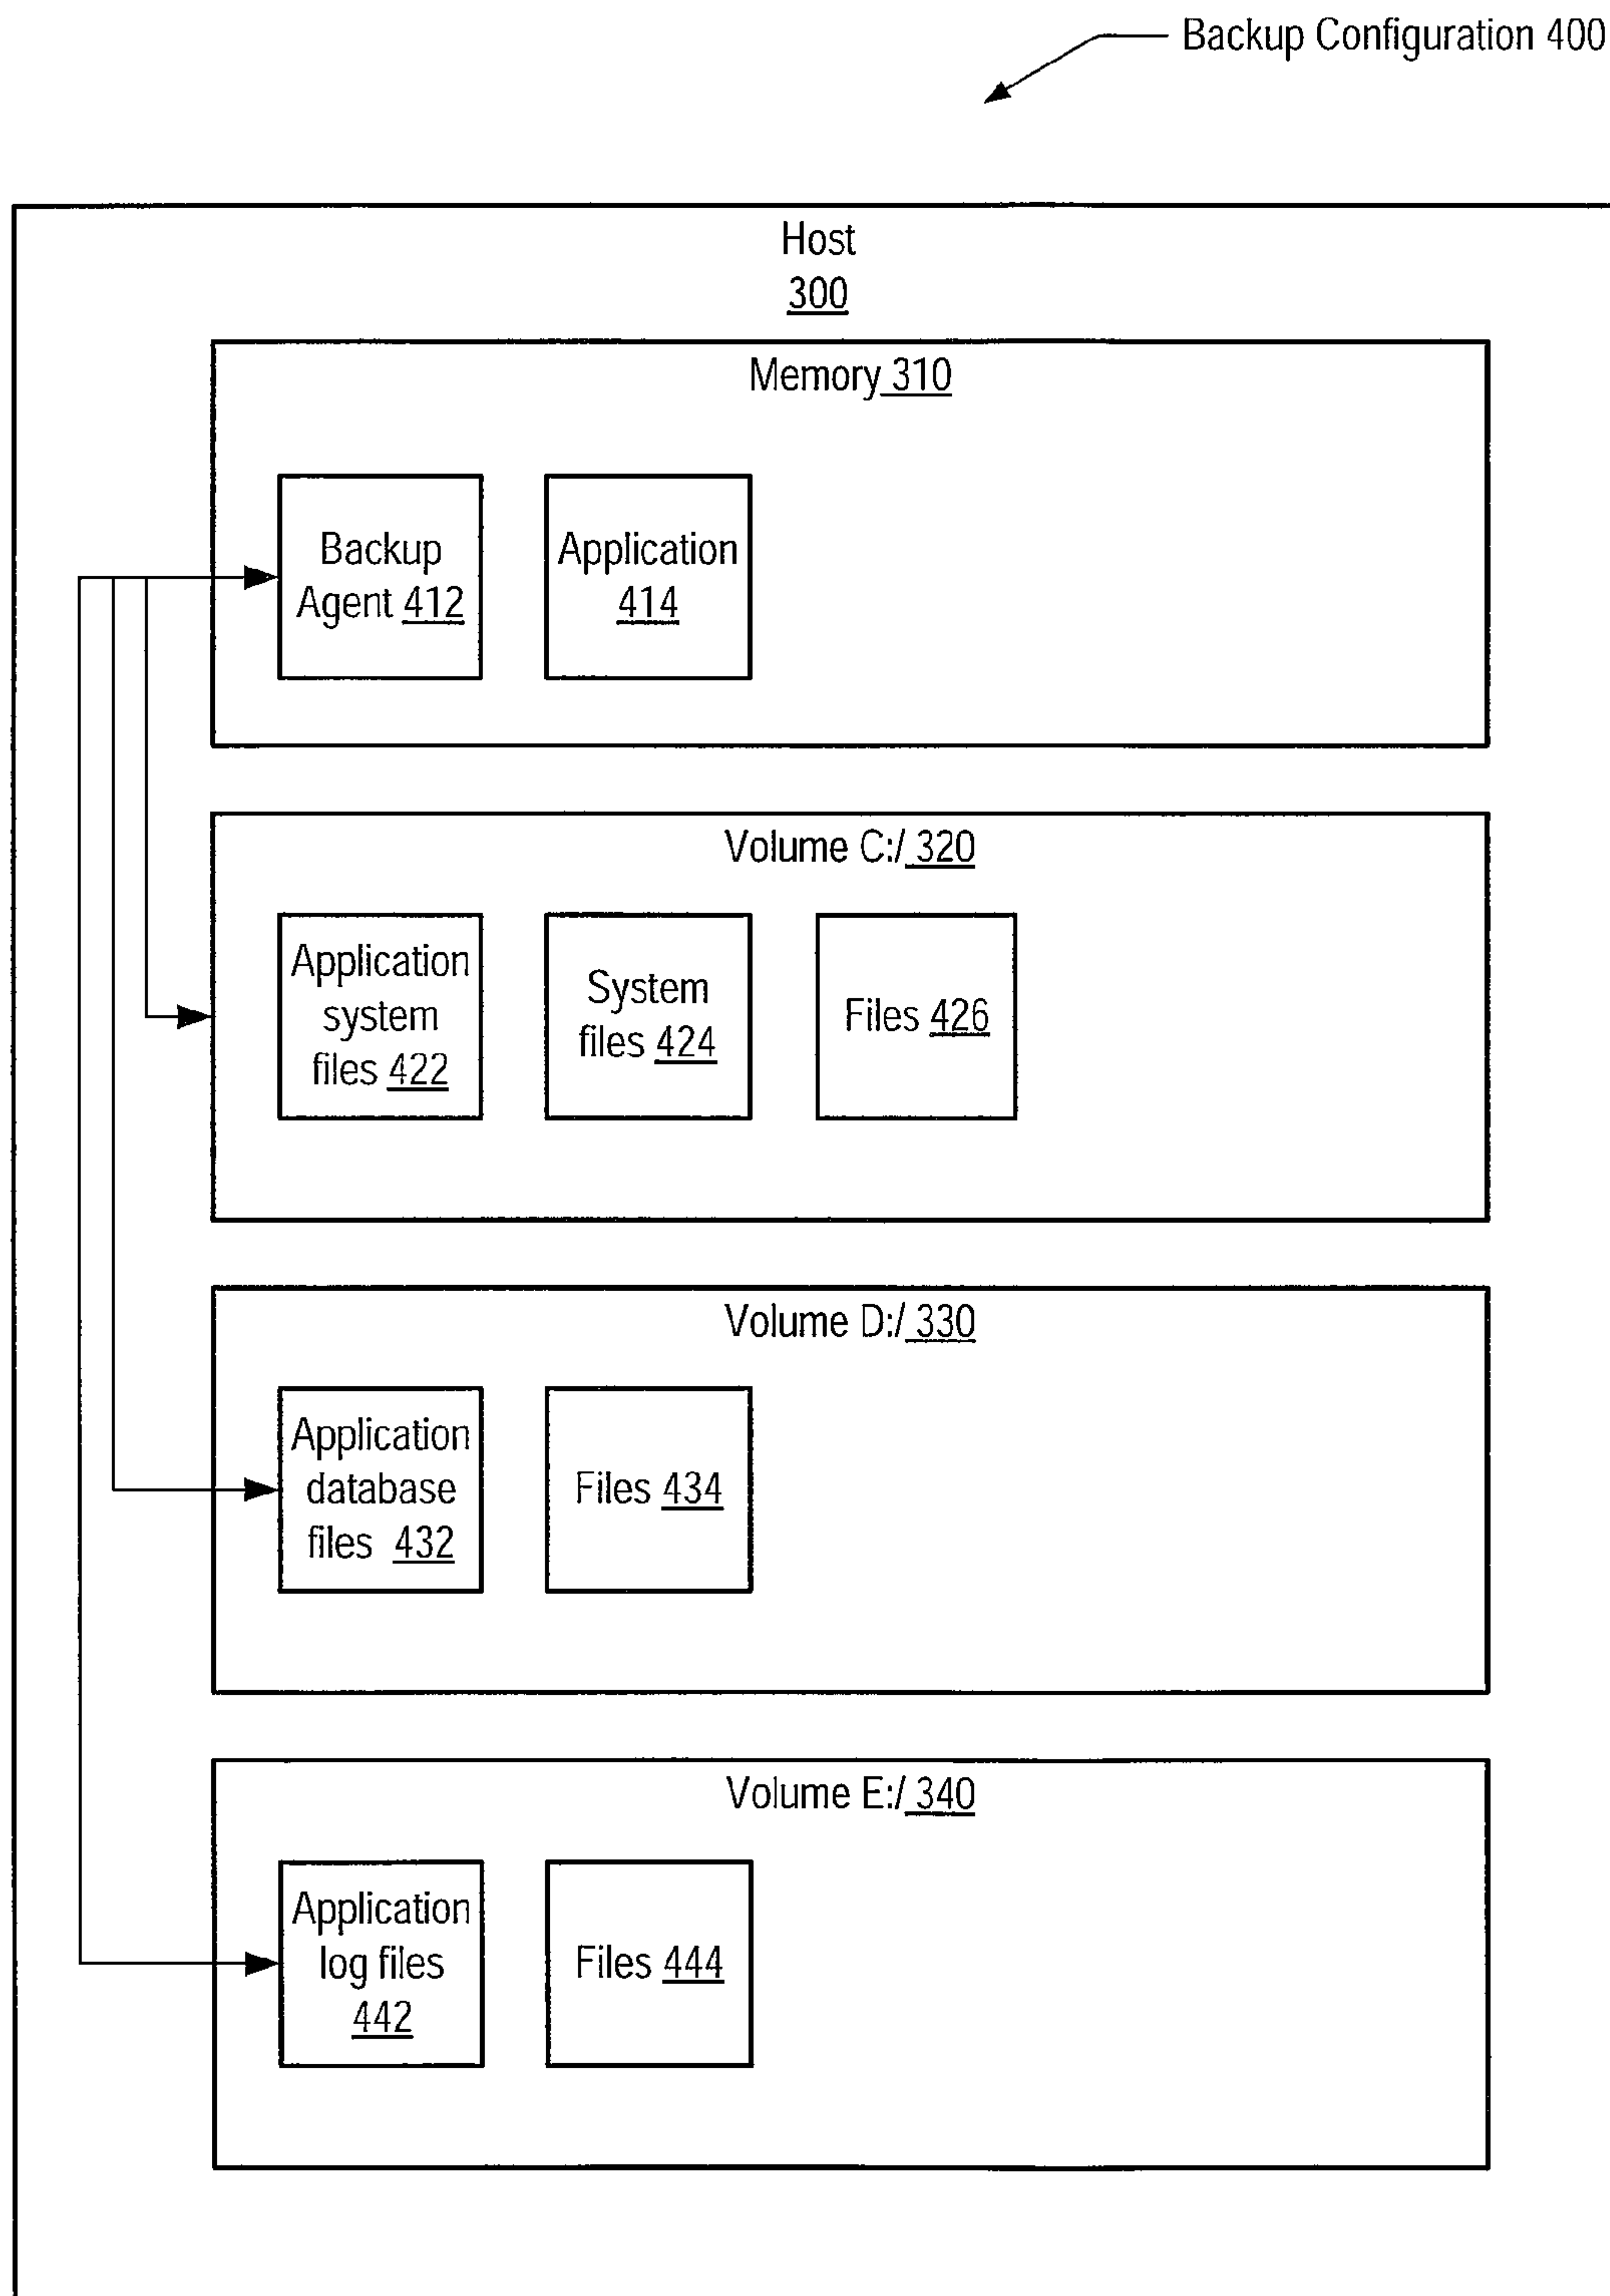 Backup Configuration 400
Host
300
Memory 310
Backup
Agent 412
Application
414
Volume C:/ 320
Application
system
files 422
System
files 424
Files 426
Volume D:/ 330
Application
database
files 432
Files 434
Volume E:/ 340
Application
log files
442
Files 444